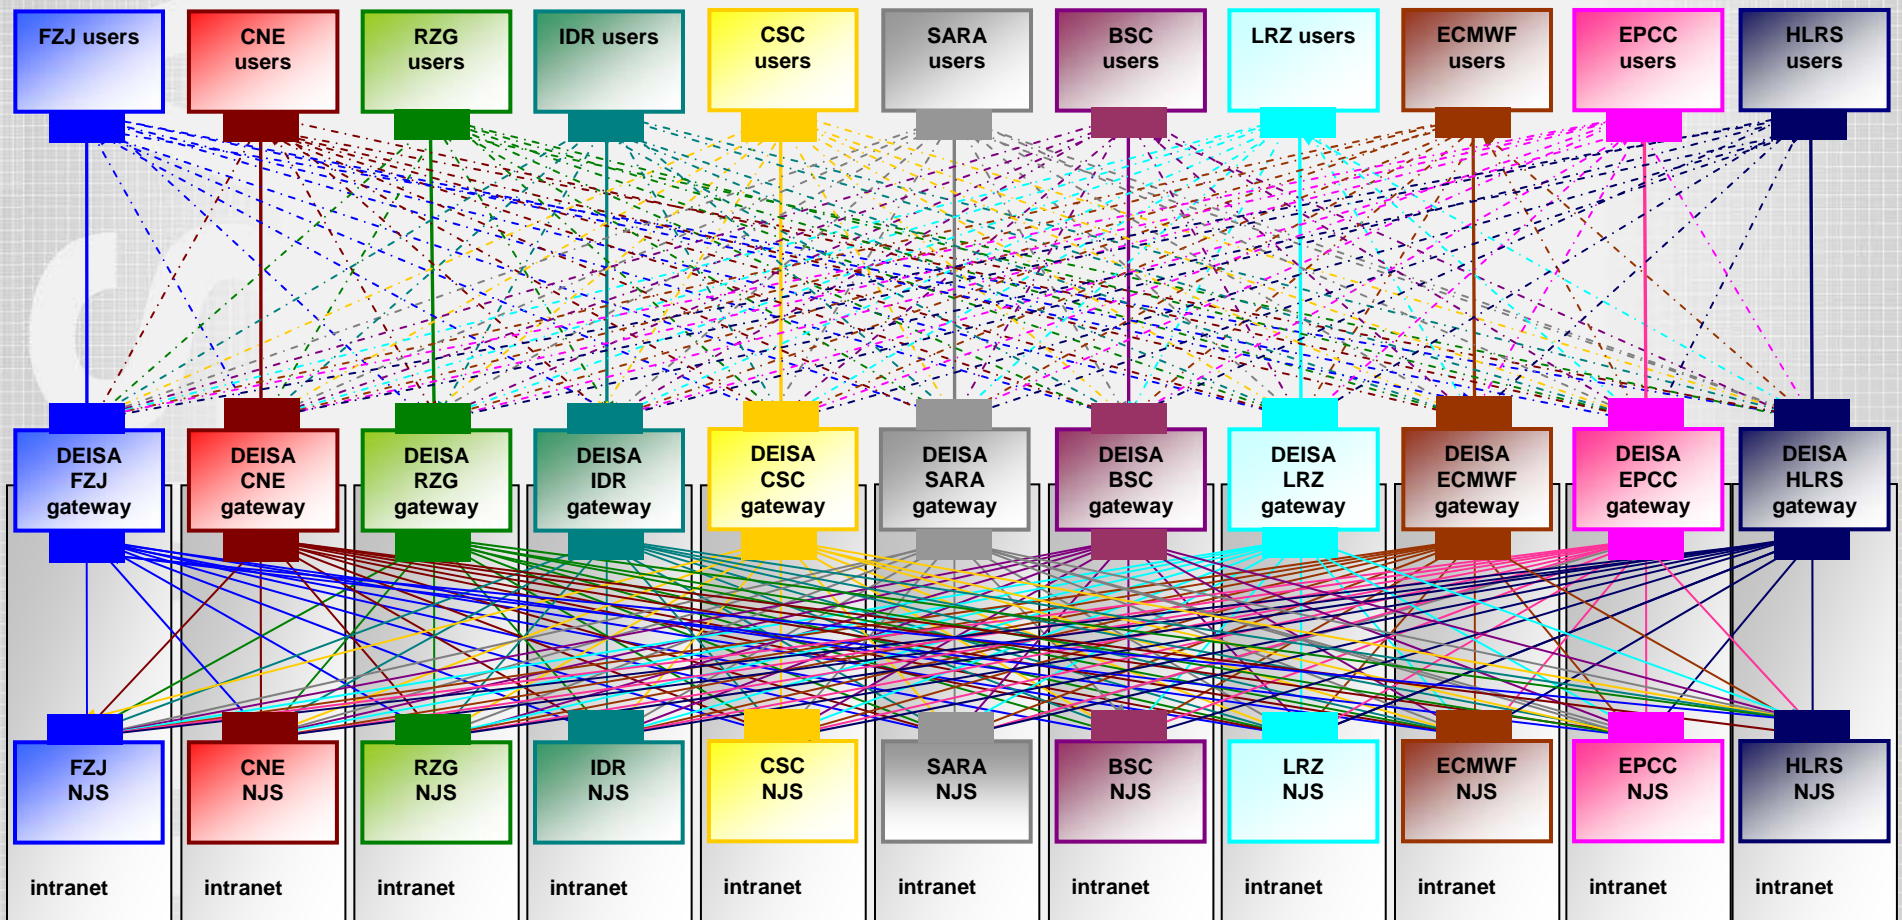 FZJ users
CNE
users
RZG
users
IDR users
CSC
users
SARA
users
BSC
users
LRZ users
ECMWF
users
EPCC
users
HLRS
users
DEISA
FZJ
gateway
DEISA
CNE
gateway
DEISA
RZG
gateway
DEISA
IDR
gateway
DEISA
CSC
gateway
DEISA
SARA
gateway
DEISA
BSC
gateway
DEISA
LRZ
gateway
DEISA
ECMWF
gateway
DEISA
EPCC
gateway
DEISA
HLRS
gateway
FZJ
NJS
CNE
NJS
RZG
NJS
IDR
NJS
CSC
NJS
SARA
NJS
BSC
NJS
LRZ
NJS
ECMWF
NJS
EPCC
NJS
HLRS
NJS
intranet
intranet
intranet
intranet
intranet
intranet
intranet
intranet
intranet
intranet
intranet